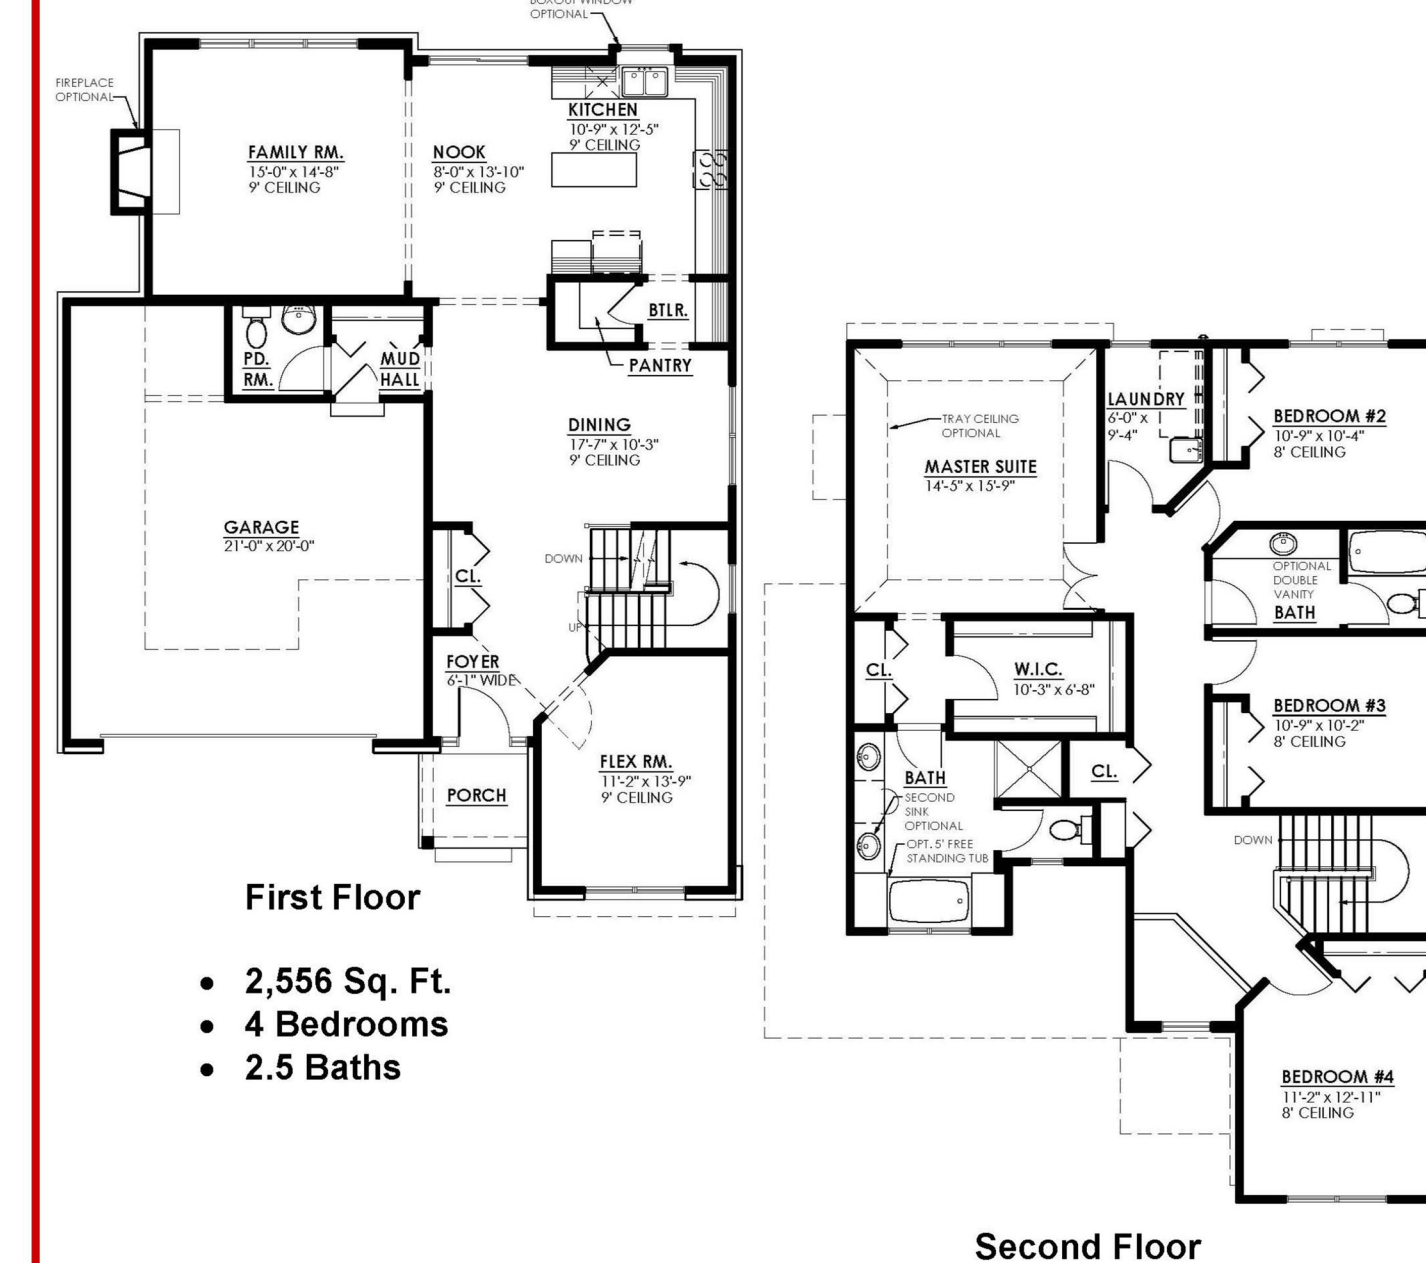 BOXOUT WINDOW
OPTIONAL
FIREPLACE
OPTIONAL
FAMILY RM.
15'-0" x 14'-8"
9' CEILING
NOOK
8'-0" x 13'-10"
9' CEILING
KITCHEN
10'-9" x 12'-5"
9' CEILING
BTLR.
PANTRY
PD.
RM.
MUD
HALL
DINING
17'-7" x 10'-3"
9' CEILING
GARAGE
21'-0" x 20'-0"
CL.
DOWN
UP
FOYER
6'-1" WIDE
FLEX RM.
11'-2" x 13'-9"
9' CEILING
PORCH
First Floor
• 2,556 Sq. Ft.
• 4 Bedrooms
• 2.5 Baths
TRAY CEILING
OPTIONAL
MASTER SUITE
14'-5" x 15'-9"
LAUNDRY
6'-0" x
9'-4"
BEDROOM #2
10'-9" x 10'-4"
8' CEILING
OPTIONAL
DOUBLE
VANITY
BATH
CL.
W.I.C.
10'-3" x 6'-8"
BEDROOM #3
10'-9" x 10'-2"
8' CEILING
BATH
SECOND
SINK
OPTIONAL
OPT. 5' FREE
STANDING TUB
CL.
DOWN
BEDROOM #4
11'-2" x 12'-11"
8' CEILING
Second Floor